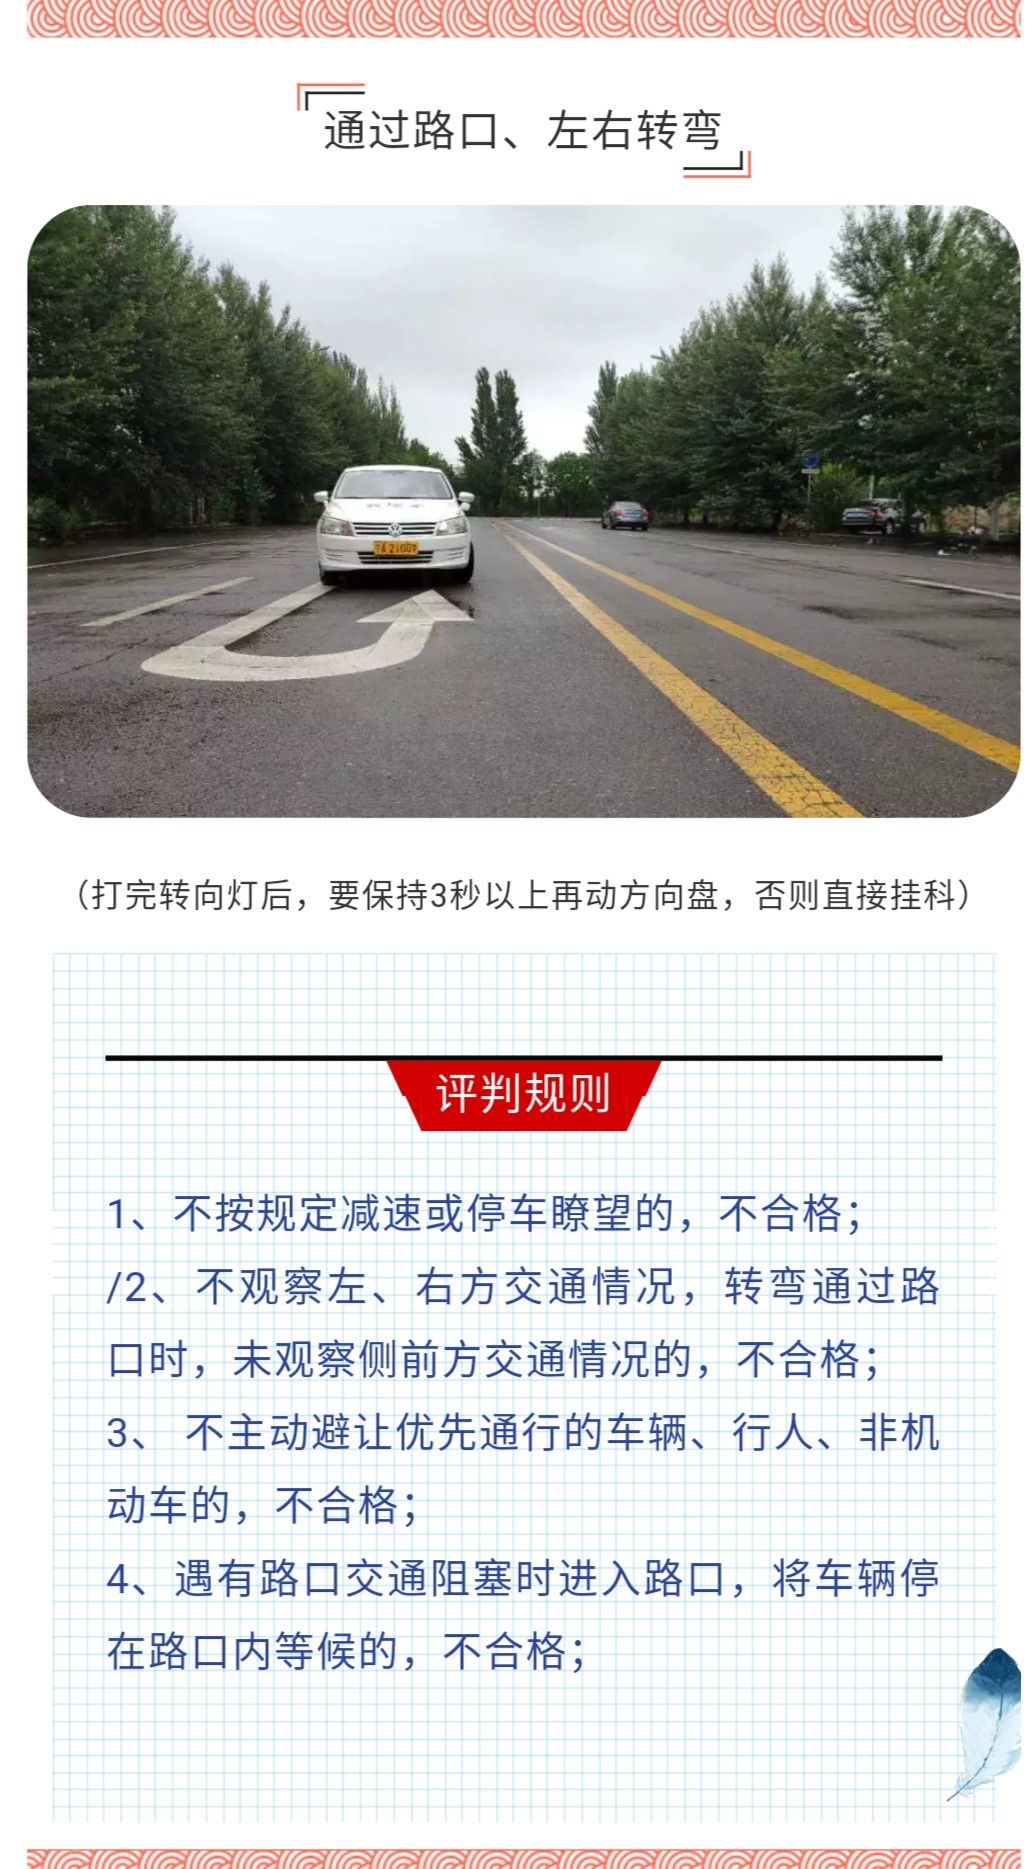 通过路口、左右转弯
（打完转向灯后，要保持3秒以上再动方向盘，否则直接挂科）
评判规则
1、不按规定减速或停车瞭望的，不合格；
/2、不观察左、右方交通情况，转弯通过路
口时，未观察侧前方交通情况的，不合格；
3、 不主动避让优先通行的车辆、行人、非机
动车的，不合格；
4、遇有路口交通阻塞时进入路口，将车辆停
在路口内等候的，不合格；